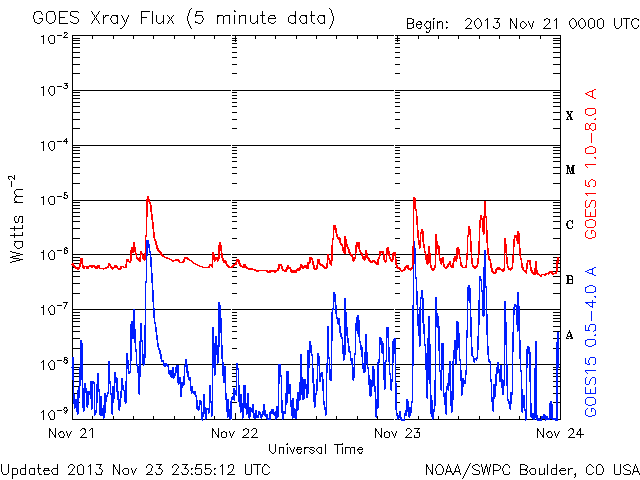 GOES Xray Flux (5 minute data)
Begin: 2013 Nov 21 0000 UTC
10⁻²
10⁻³
10⁻⁴
10⁻⁵
10⁻⁶
10⁻⁷
10⁻⁸
10⁻⁹
Watts m⁻²
X
M
C
B
A
GOES15 1.0-8.0 A
GOES15 0.5-4.0 A
Nov 21
Nov 22
Nov 23
Nov 24
Universal Time
Updated 2013 Nov 23 23:55:12 UTC
NOAA/SWPC Boulder, CO USA